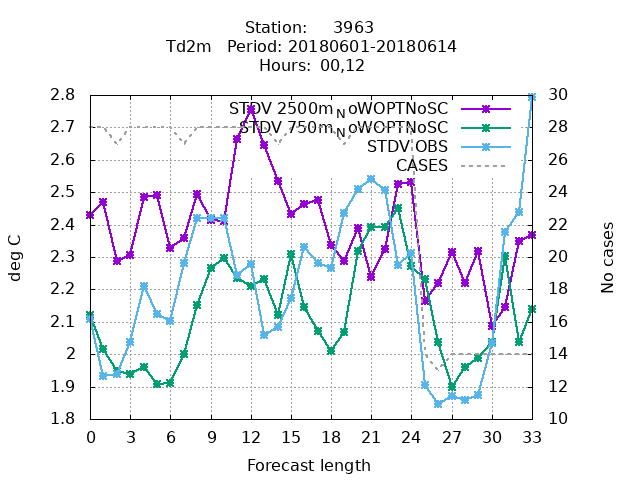 Station: 3963
Td2m Period: 20180601-20180614
Hours: 00,12
STDV 2500m_NoWOPTNoSC
STDV 750m_NoWOPTNoSC
STDV OBS
CASES
deg C
No cases
2.8
2.7
2.6
2.5
2.4
2.3
2.2
2.1
2
1.9
1.8
30
28
26
24
22
20
18
16
14
12
10
0 3 6 9 12 15 18 21 24 27 30 33
Forecast length